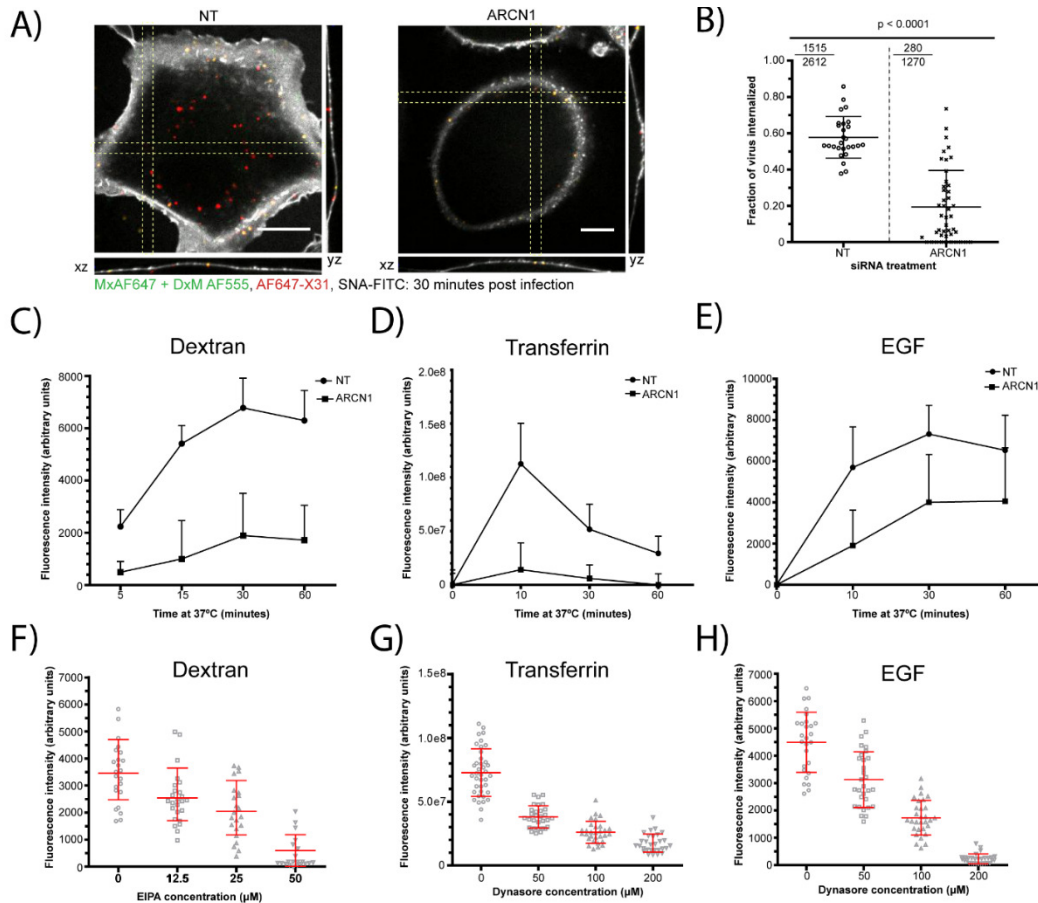 A)
NT
ARCN1
xz
yz
xz
yz
MxAF647 + DxM AF555, AF647-X31, SNA-FITC: 30 minutes post infection
B)
p < 0.0001
1515
2612
280
1270
Fraction of virus internalized
1.00
0.80
0.60
0.40
0.20
0
NT
ARCN1
siRNA treatment
C)
Dextran
Fluorescence intensity (arbitrary units)
8000
6000
4000
2000
0
5
15
30
60
Time at 37ºC (minutes)
NT
ARCN1
D)
Transferrin
Fluorescence intensity (arbitrary units)
2.0e8
1.5e8
1.0e8
5.0e7
0
0
10
30
60
Time at 37ºC (minutes)
NT
ARCN1
E)
EGF
Fluorescence intensity (arbitrary units)
10000
8000
6000
4000
2000
0
0
10
30
60
Time at 37ºC (minutes)
NT
ARCN1
F)
Dextran
Fluorescence intensity (arbitrary units)
7000
6000
5000
4000
3000
2000
1000
0
0
12.5
25
50
EIPA concentration (µM)
G)
Transferrin
Fluorescence intensity (arbitrary units)
1.5e8
1.0e8
5.0e7
0
0
50
100
200
Dynasore concentration (µM)
H)
EGF
Fluorescence intensity (arbitrary units)
7000
6000
5000
4000
3000
2000
1000
0
0
50
100
200
Dynasore concentration (µM)